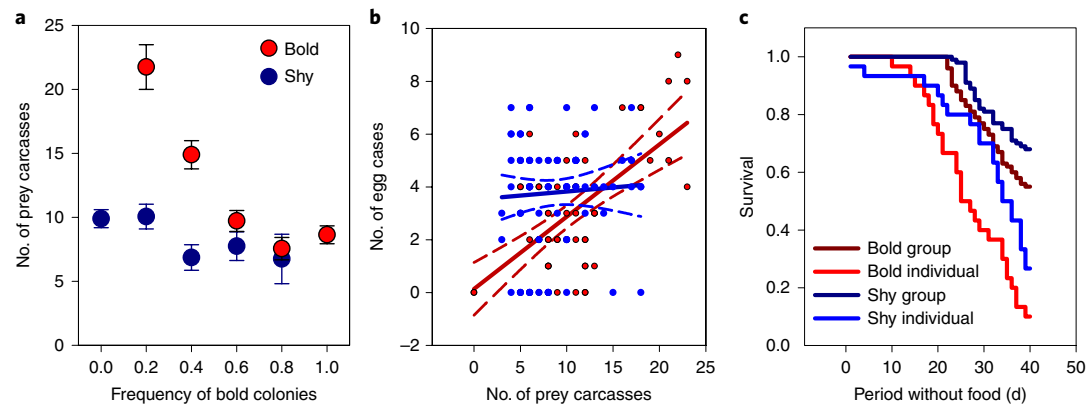 a
25
20
15
10
5
0
No. of prey carcasses
Bold
Shy
0.0 0.2 0.4 0.6 0.8 1.0
Frequency of bold colonies
b
10
8
6
4
2
0
−2
No. of egg cases
0 5 10 15 20 25
No. of prey carcasses
c
1.0
0.8
0.6
0.4
0.2
0.0
Survival
Bold group
Bold individual
Shy group
Shy individual
0 10 20 30 40 50
Period without food (d)